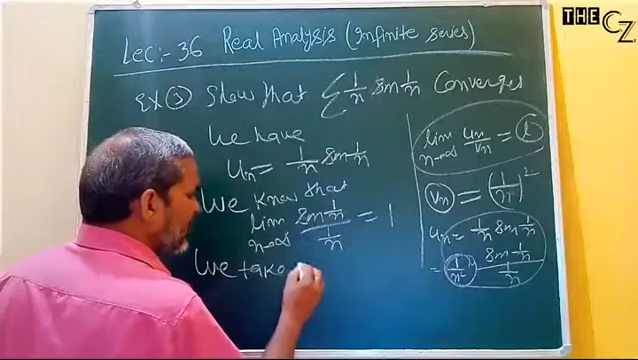 Lec:- 36 Real Analysis (Infinite series)
THE CZ.
EX ③ Show that Σ 1/n Sin 1/n Converges
We have
Un = 1/n Sin 1/n
We know that
lim n→∞ (Sin 1/n)/(1/n) = 1
We take
lim n→∞ Un/Vn = l
Vn = (1/n)^2
Un = 1/n Sin 1/n
= 1/n² (Sin 1/n)/(1/n)